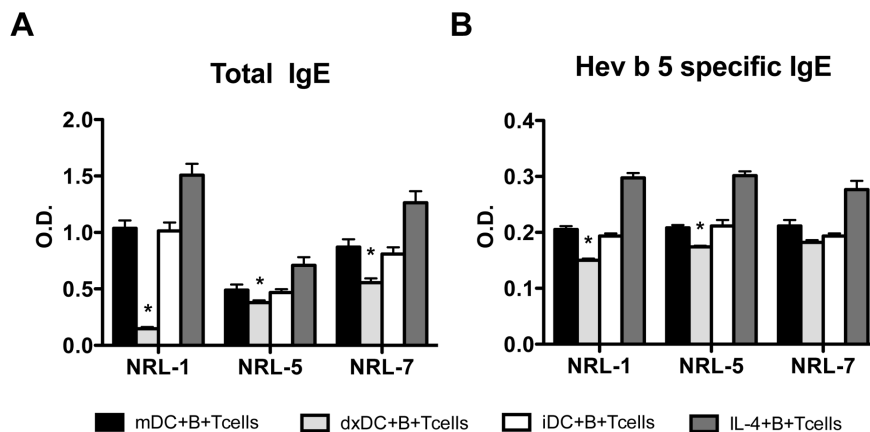 A
B
Total IgE
Hev b 5 specific IgE
2.0
1.5
1.0
0.5
0.0
O.D.
*
*
*
NRL-1
NRL-5
NRL-7
0.4
0.3
0.2
0.1
0.0
O.D.
*
*
NRL-1
NRL-5
NRL-7
mDC+B+Tcells
dxDC+B+Tcells
iDC+B+Tcells
IL-4+B+Tcells